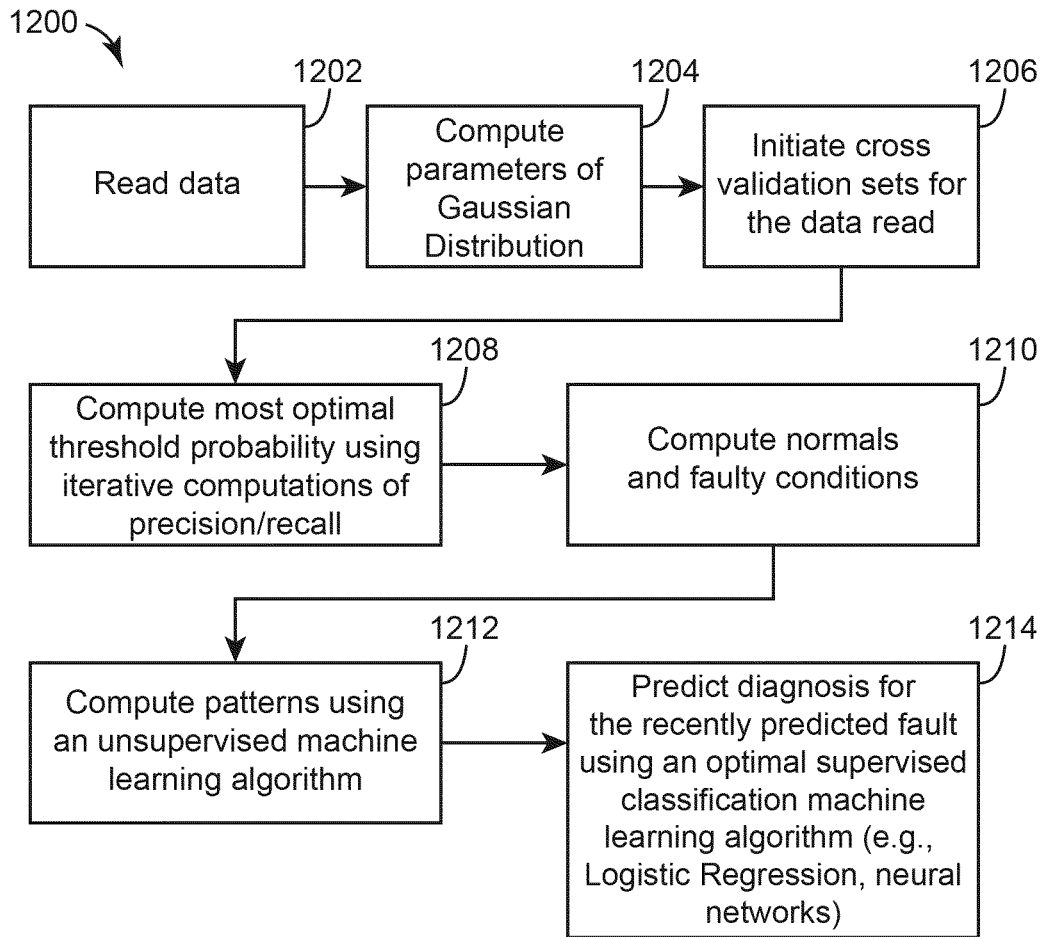 1200
1202
1204
1206
Read data
Compute
parameters of
Gaussian
Distribution
Initiate cross
validation sets for
the data read
1208
1210
Compute most optimal
threshold probability using
iterative computations of
precision/recall
Compute normals
and faulty conditions
1212
1214
Compute patterns using
an unsupervised machine
learning algorithm
Predict diagnosis for
the recently predicted fault
using an optimal supervised
classification machine
learning algorithm (e.g.,
Logistic Regression, neural
networks)